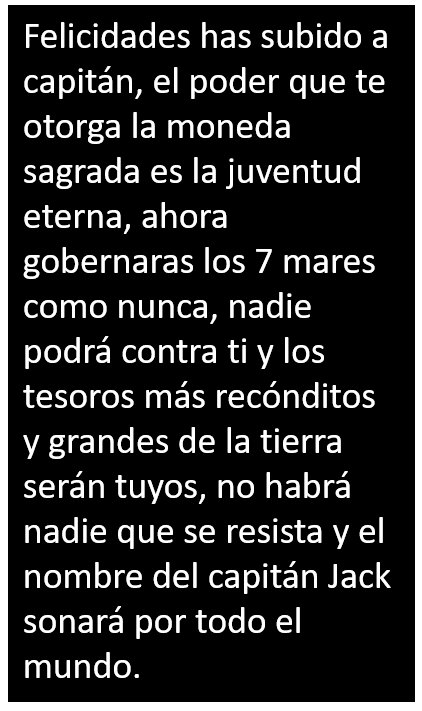 Felicidades has subido a
capitán, el poder que te
otorga la moneda
sagrada es la juventud
eterna, ahora
gobernaras los 7 mares
como nunca, nadie
podrá contra ti y los
tesoros más recónditos
y grandes de la tierra
serán tuyos, no habrá
nadie que se resista y el
nombre del capitán Jack
sonará por todo el
mundo.